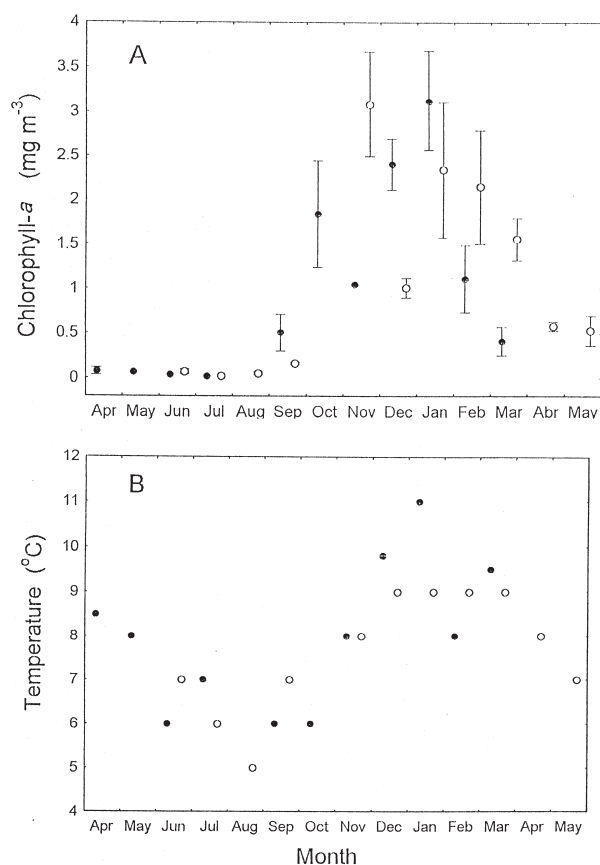 A
4
3.5
3
2.5
2
1.5
1
0.5
0
Chlorophyll-a (mg m-3)
Apr May Jun Jul Aug Sep Oct Nov Dec Jan Feb Mar Abr May
B
12
11
10
9
8
7
6
5
4
Temperature (oC)
Apr May Jun Jul Aug Sep Oct Nov Dec Jan Feb Mar Apr May
Month